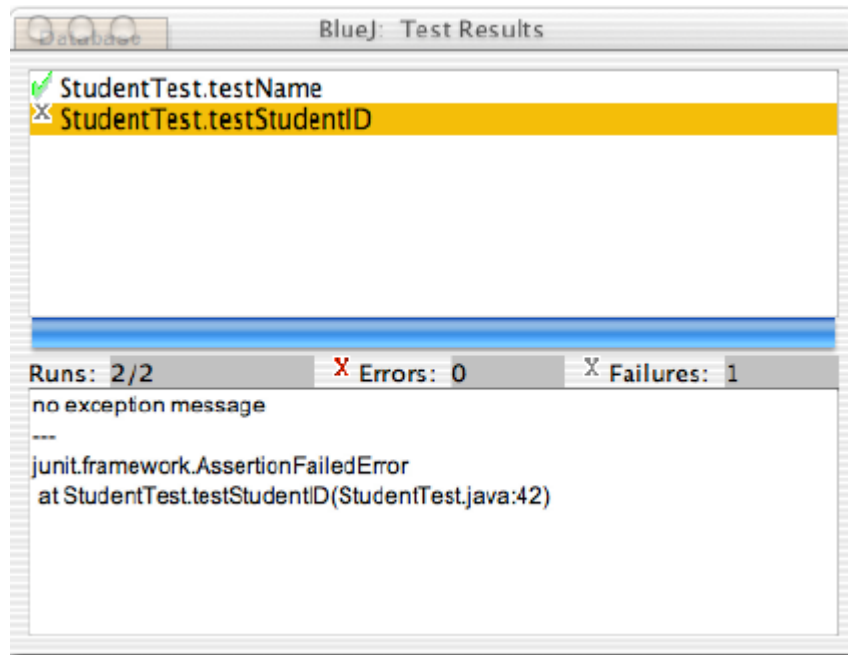 Database
BlueJ: Test Results
StudentTest.testName
StudentTest.testStudentID
Runs: 2/2 X Errors: 0 X Failures: 1
no exception message
---
junit.framework.AssertionFailedError
at StudentTest.testStudentID(StudentTest.java:42)